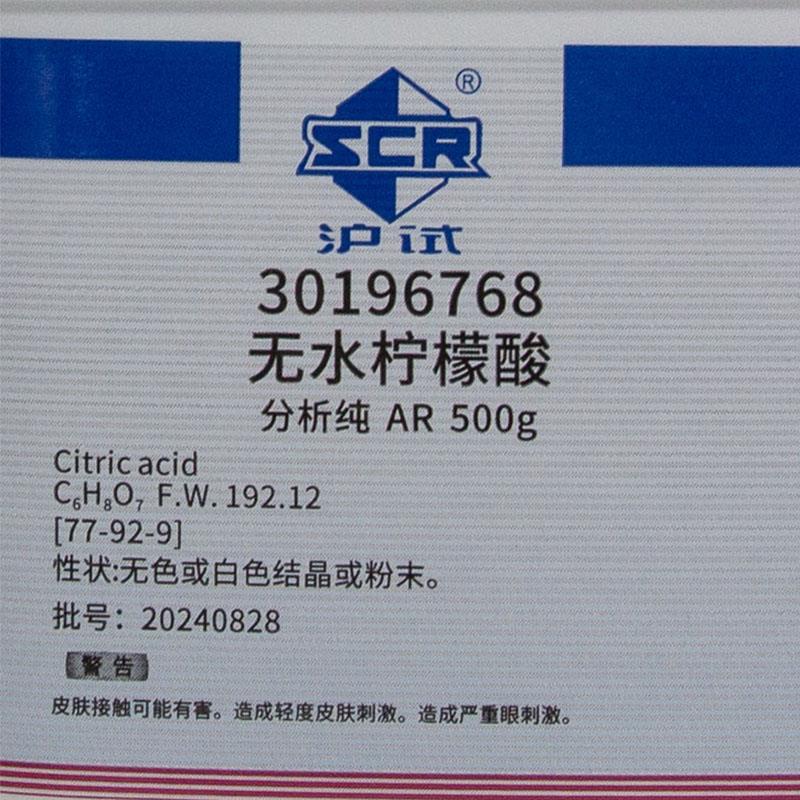 ®
SCR
沪试
30196768
无水柠檬酸
分析纯 AR 500g
Citric acid
C₆H₈O₇ F.W. 192.12
[77-92-9]
性状:无色或白色结晶或粉末。
批号：20240828
警告
皮肤接触可能有害。造成轻度皮肤刺激。造成严重眼刺激。